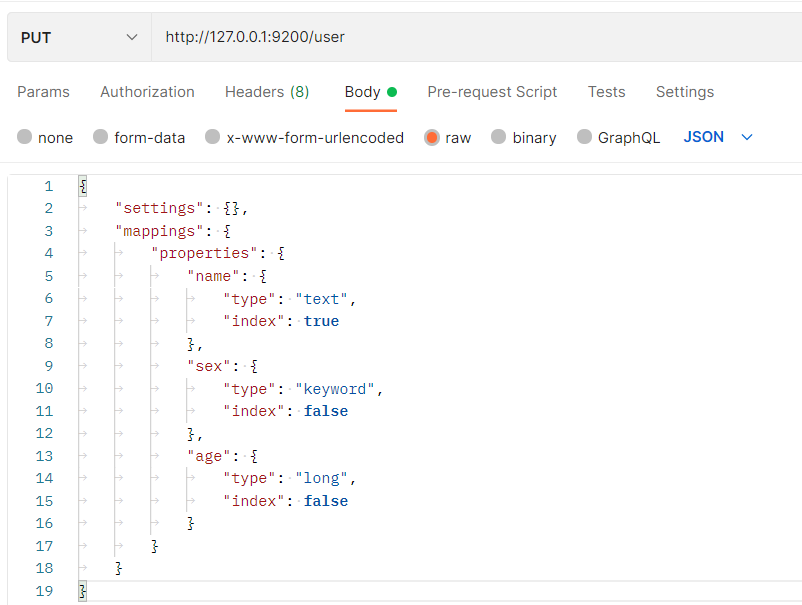 PUT http://127.0.0.1:9200/user
Params Authorization Headers (8) Body Pre-request Script Tests Settings
none form-data x-www-form-urlencoded raw binary GraphQL JSON
1 {
2 "settings": {},
3 "mappings": {
4 "properties": {
5 "name": {
6 "type": "text",
7 "index": true
8 },
9 "sex": {
10 "type": "keyword",
11 "index": false
12 },
13 "age": {
14 "type": "long",
15 "index": false
16 }
17 }
18 }
19 }